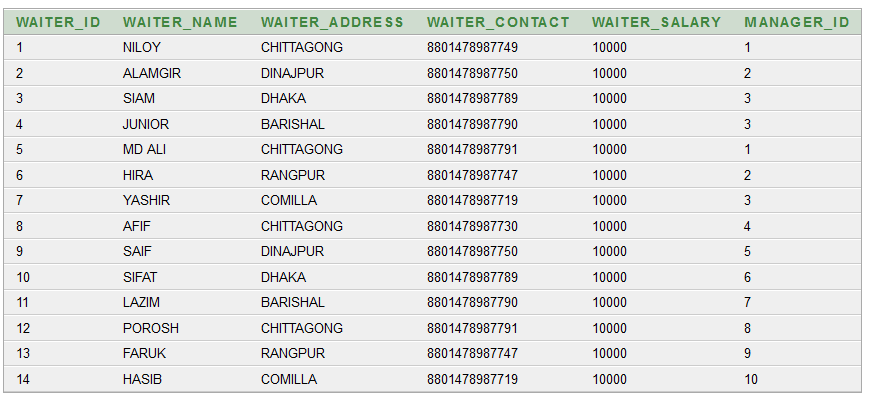 WAITER_ID WAITER_NAME WAITER_ADDRESS WAITER_CONTACT WAITER_SALARY MANAGER_ID
1 NILOY CHITTAGONG 8801478987749 10000 1
2 ALAMGIR DINAJPUR 8801478987750 10000 2
3 SIAM DHAKA 8801478987789 10000 3
4 JUNIOR BARISHAL 8801478987790 10000 3
5 MD ALI CHITTAGONG 8801478987791 10000 1
6 HIRA RANGPUR 8801478987747 10000 2
7 YASHIR COMILLA 8801478987719 10000 3
8 AFIF CHITTAGONG 8801478987730 10000 4
9 SAIF DINAJPUR 8801478987750 10000 5
10 SIFAT DHAKA 8801478987789 10000 6
11 LAZIM BARISHAL 8801478987790 10000 7
12 POROSH CHITTAGONG 8801478987791 10000 8
13 FARUK RANGPUR 8801478987747 10000 9
14 HASIB COMILLA 8801478987719 10000 10